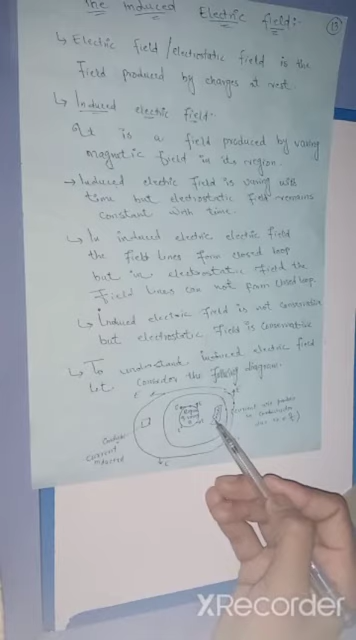 The Induced Electric field:-
↳ Electric field/electrostatic field is the
field produced by charges at rest.
↳ Induced electric field:-
It is a field produced by varing
magnetic field in its region.
→ Induced electric field is varing with
time but electrostatic field remains
constant with time.
↳ In induced electric electric field
the field lines form closed loop
but in electrostatic field the
field lines can not form closed loop.
↳ Induced electric field is not conservative
but electrostatic field is conservative
↳ To understand induced electric field
let consider the following diagram.
current
XRecorder